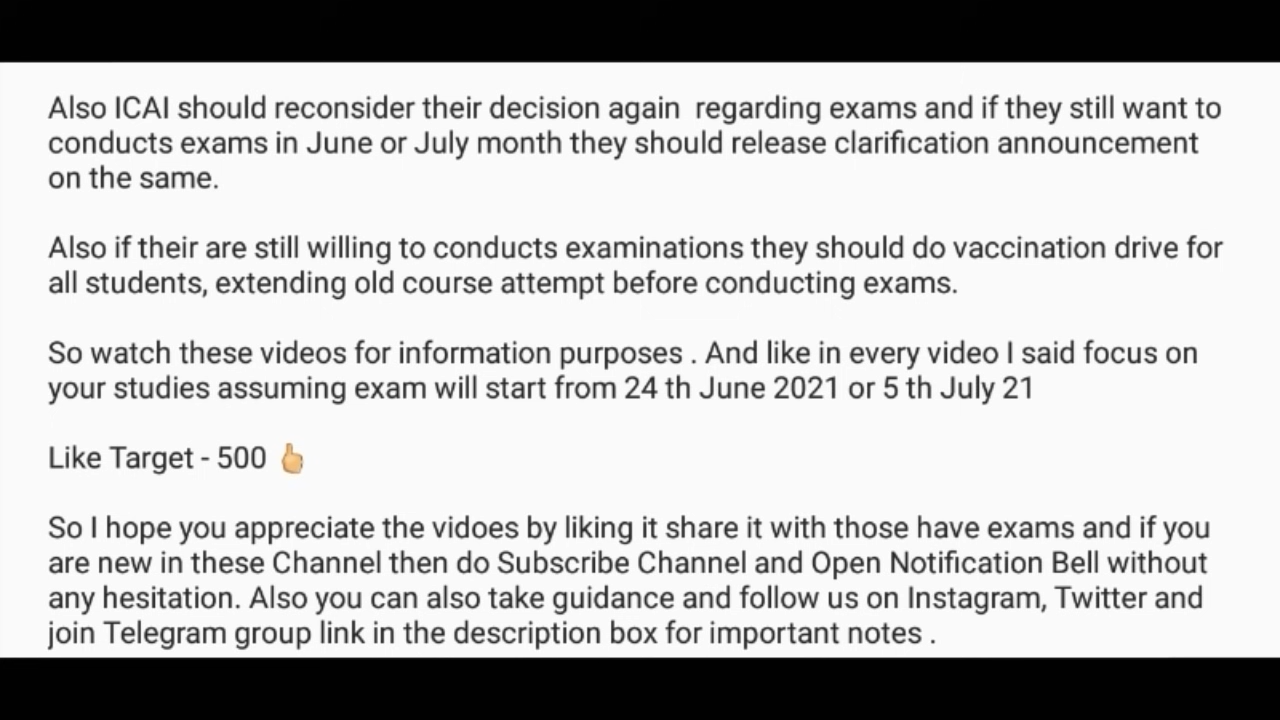 Also ICAI should reconsider their decision again  regarding exams and if they still want to
conducts exams in June or July month they should release clarification announcement
on the same.
Also if their are still willing to conducts examinations they should do vaccination drive for
all students, extending old course attempt before conducting exams.
So watch these videos for information purposes . And like in every video I said focus on
your studies assuming exam will start from 24 th June 2021 or 5 th July 21
Like Target - 500 👆
So I hope you appreciate the vidoes by liking it share it with those have exams and if you
are new in these Channel then do Subscribe Channel and Open Notification Bell without
any hesitation. Also you can also take guidance and follow us on Instagram, Twitter and
join Telegram group link in the description box for important notes .